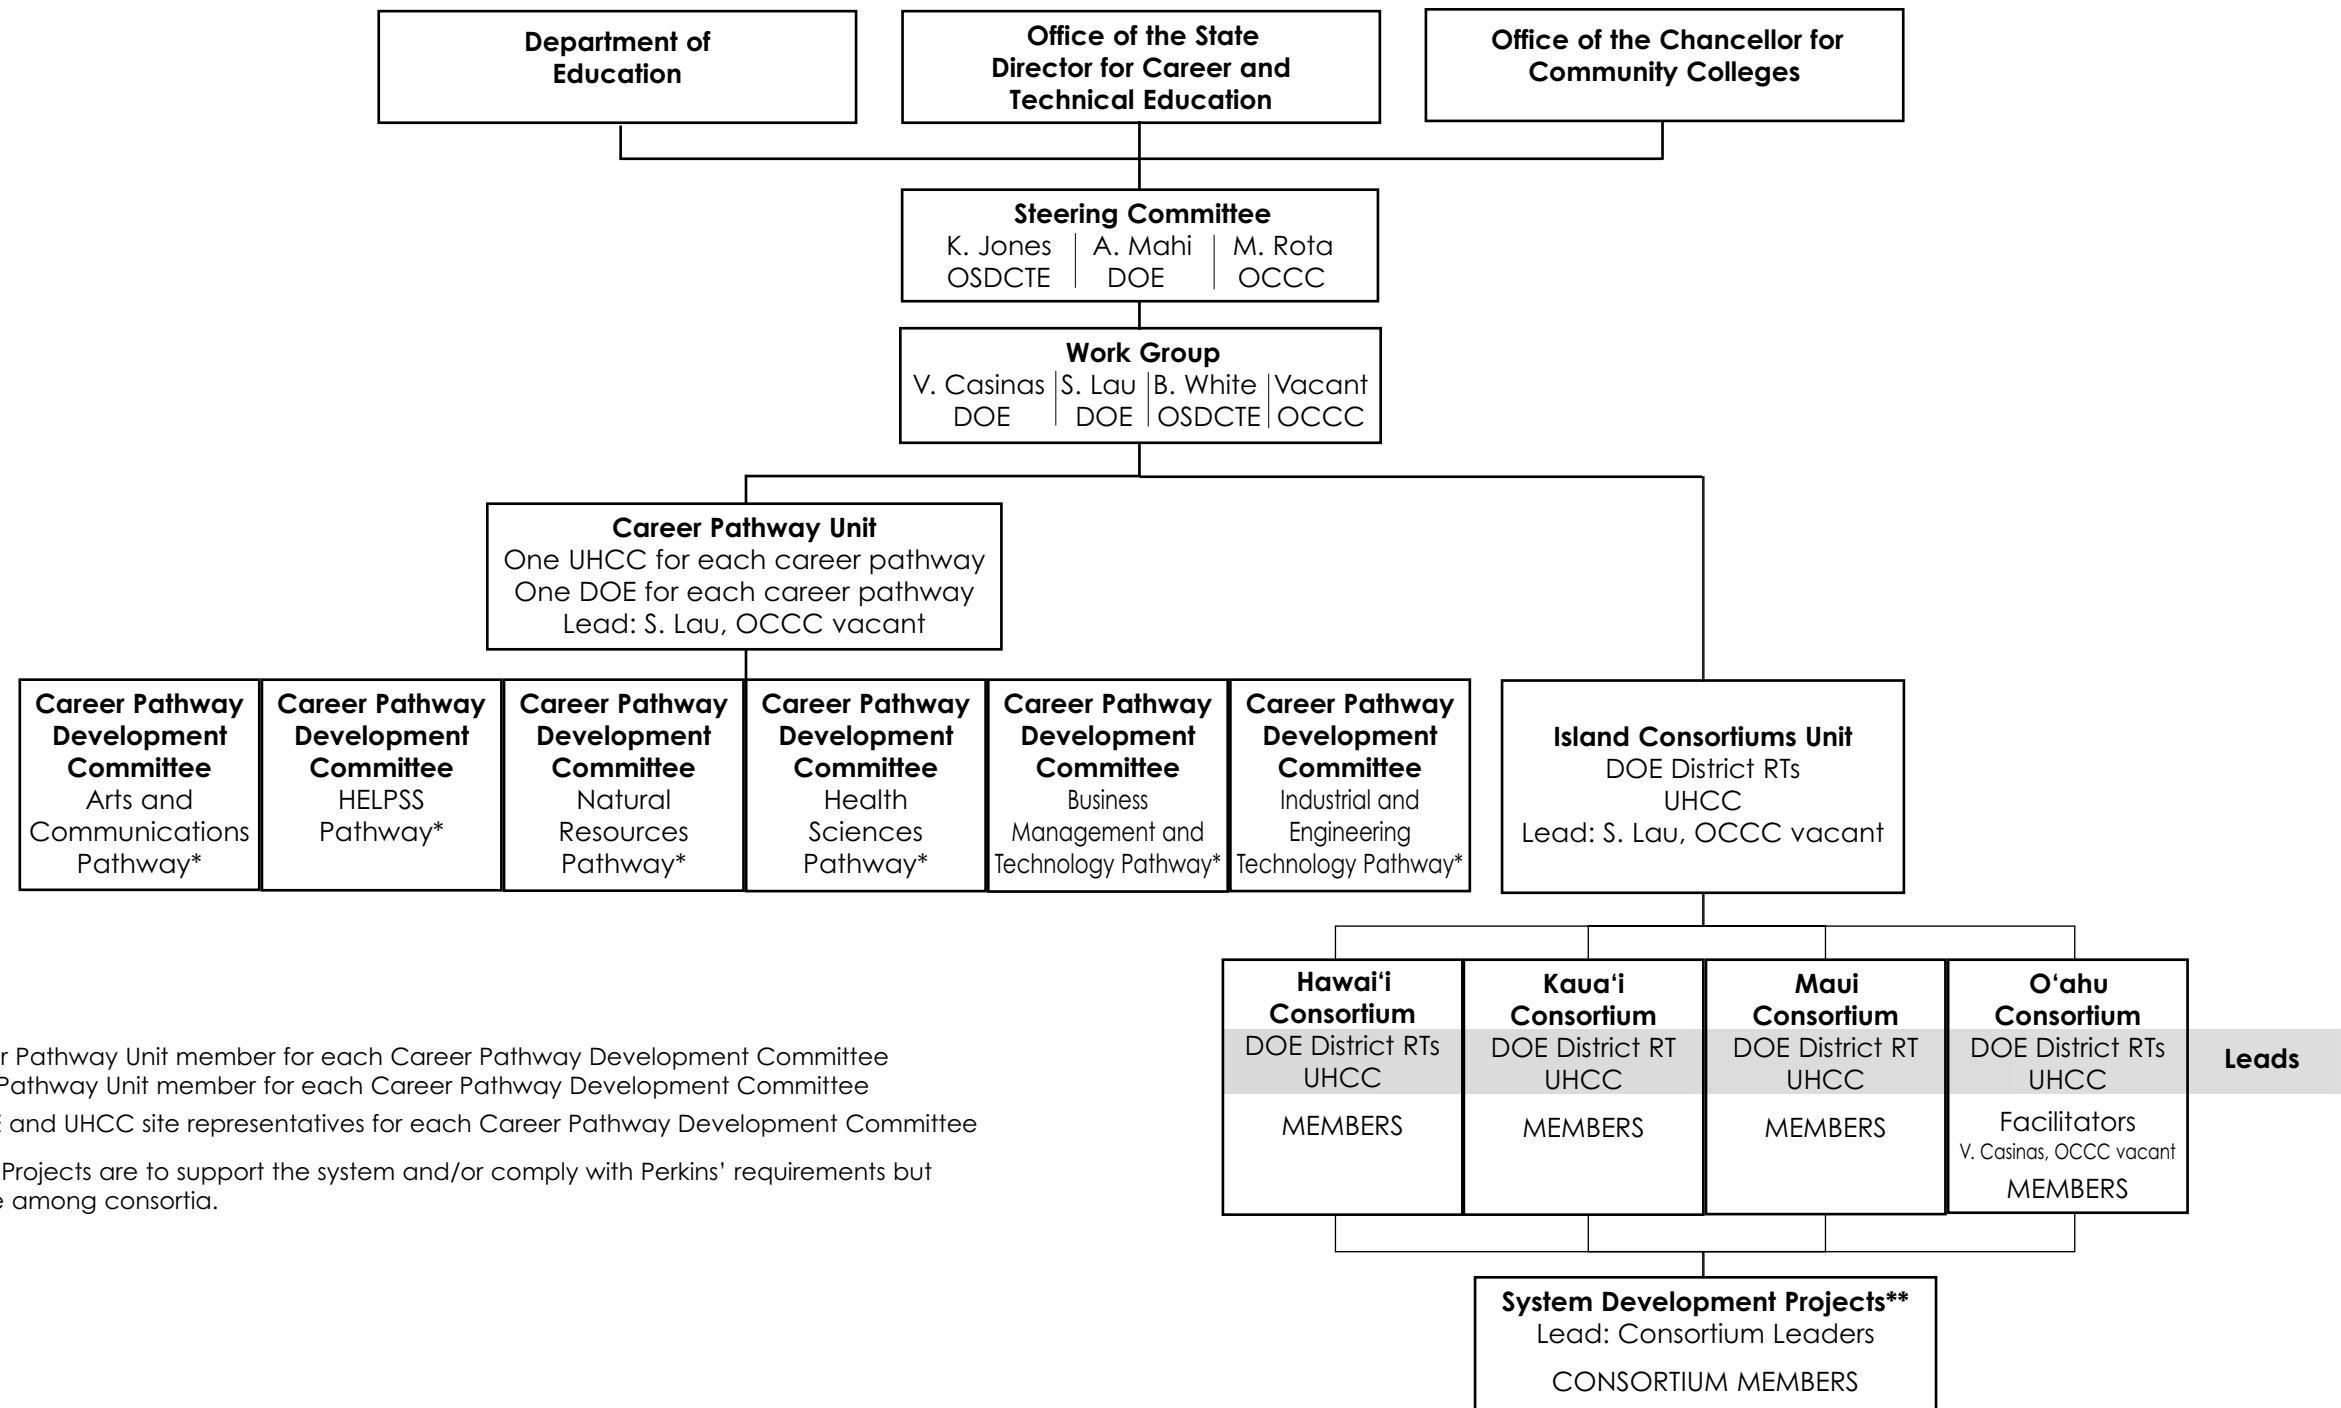 Department of
Education
Office of the State
Director for Career and
Technical Education
Office of the Chancellor for
Community Colleges
Steering Committee
K. Jones
OSDCTE
A. Mahi
DOE
M. Rota
OCCC
Work Group
V. Casinas
DOE
S. Lau
DOE
B. White
OSDCTE
Vacant
OCCC
Career Pathway Unit
One UHCC for each career pathway
One DOE for each career pathway
Lead: S. Lau, OCCC vacant
Career Pathway
Development
Committee
Arts and
Communications
Pathway*
Career Pathway
Development
Committee
HELPSS
Pathway*
Career Pathway
Development
Committee
Natural
Resources
Pathway*
Career Pathway
Development
Committee
Health
Sciences
Pathway*
Career Pathway
Development
Committee
Business
Management and
Technology Pathway*
Career Pathway
Development
Committee
Industrial and
Engineering
Technology Pathway*
Island Consortiums Unit
DOE District RTs
UHCC
Lead: S. Lau, OCCC vacant
Hawai‘i
Consortium
DOE District RTs
UHCC
MEMBERS
Kaua‘i
Consortium
DOE District RT
UHCC
MEMBERS
Maui
Consortium
DOE District RT
UHCC
MEMBERS
O‘ahu
Consortium
DOE District RTs
UHCC
Facilitators
V. Casinas, OCCC vacant
MEMBERS
Leads
Pathway Unit member for each Career Pathway Development Committee
Pathway Unit member for each Career Pathway Development Committee
and UHCC site representatives for each Career Pathway Development Committee
Projects are to support the system and/or comply with Perkins’ requirements but
among consortia.
System Development Projects**
Lead: Consortium Leaders
CONSORTIUM MEMBERS